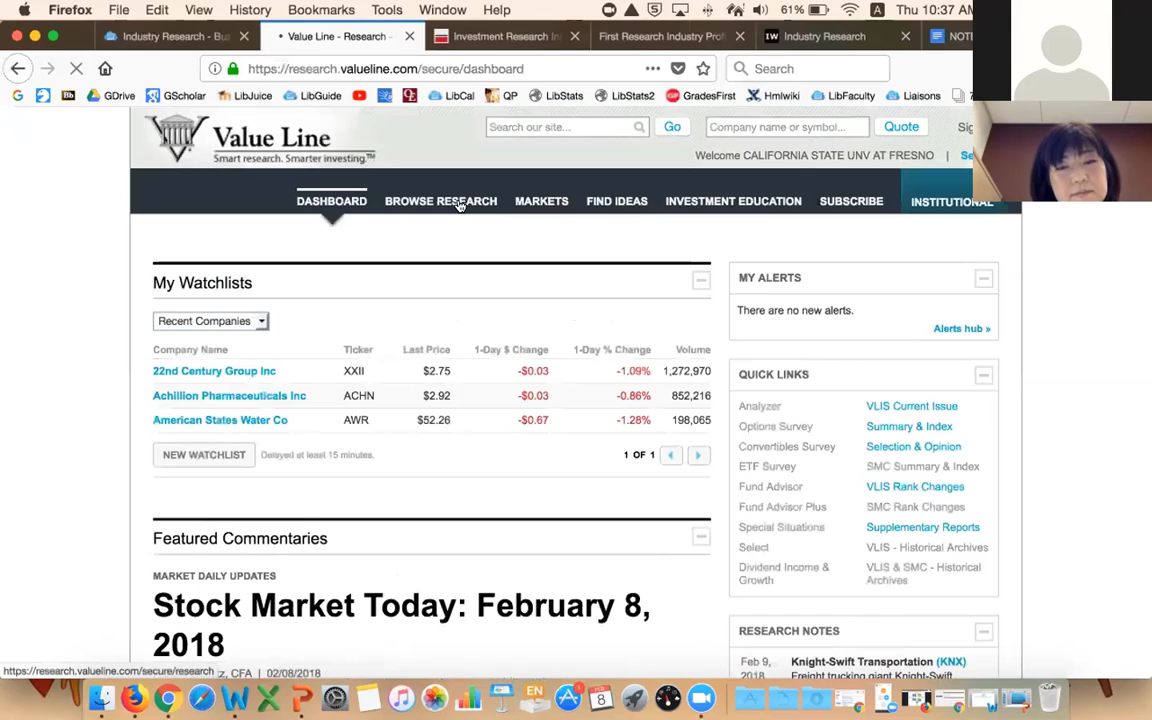 Firefox File Edit View History Bookmarks Tools Window Help 61% A Thu 10:37 AM
Industry Research - Bu Value Line - Research - Investment Research In First Research Industry Prof IW Industry Research NOTE
https://research.valueline.com/secure/dashboard Search
GDrive GScholar LibJuice LibGuide LibCal QP LibStats LibStats2 GradesFirst Hmlwiki LibFaculty Liaisons
Value Line
Smart research. Smarter investing.™
Search our site... Go Company name or symbol... Quote
Welcome CALIFORNIA STATE UNV AT FRESNO |
DASHBOARD BROWSE RESEARCH MARKETS FIND IDEAS INVESTMENT EDUCATION SUBSCRIBE INSTITUTIONAL
My Watchlists
Recent Companies
Company Name Ticker Last Price 1-Day $ Change 1-Day % Change Volume
22nd Century Group Inc XXII $2.75 -$0.03 -1.09% 1,272,970
Achillion Pharmaceuticals Inc ACHN $2.92 -$0.03 -0.86% 852,216
American States Water Co AWR $52.26 -$0.67 -1.28% 198,065
NEW WATCHLIST Delayed at least 15 minutes. 1 OF 1
Featured Commentaries
MARKET DAILY UPDATES
Stock Market Today: February 8,
2018
CFA | 02/08/2018
MY ALERTS
There are no new alerts.
Alerts hub »
QUICK LINKS
Analyzer VLIS Current Issue
Options Survey Summary & Index
Convertibles Survey Selection & Opinion
ETF Survey SMC Summary & Index
Fund Advisor VLIS Rank Changes
Fund Advisor Plus SMC Rank Changes
Special Situations Supplementary Reports
Select VLIS - Historical Archives
Dividend Income & Growth VLIS & SMC - Historical Archives
RESEARCH NOTES
Feb 9, Knight-Swift Transportation (KNX)
2018 Freight trucking giant Knight-
https://research.valueline.com/secure/research